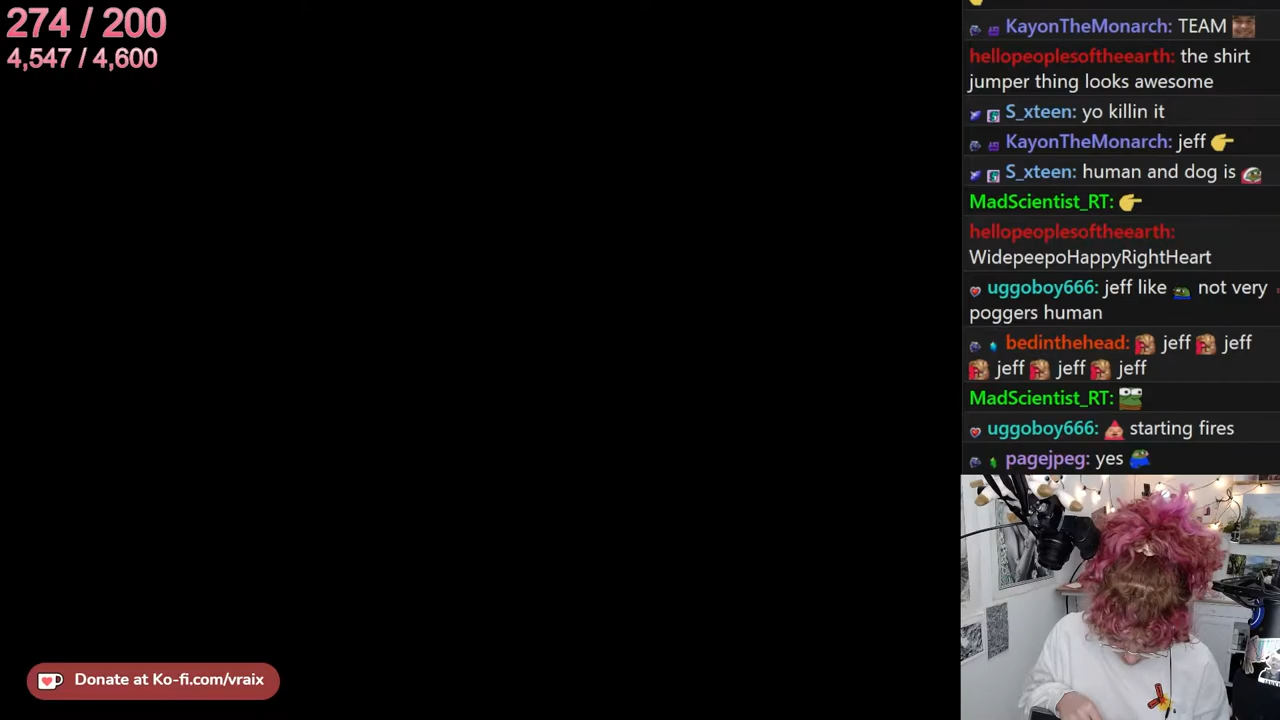 274 / 200
4,547 / 4,600
KayonTheMonarch: TEAM
hellopeoplesoftheearth: the shirt
jumper thing looks awesome
S_xteen: yo killin it
KayonTheMonarch: jeff
S_xteen: human and dog is
MadScientist_RT:
hellopeoplesoftheearth:
WidepeepoHappyRightHeart
uggoboy666: jeff like not very
poggers human
bedinthehead: jeff jeff
jeff jeff jeff
MadScientist_RT:
uggoboy666: starting fires
pagejpeg: yes
Donate at Ko-fi.com/vraix